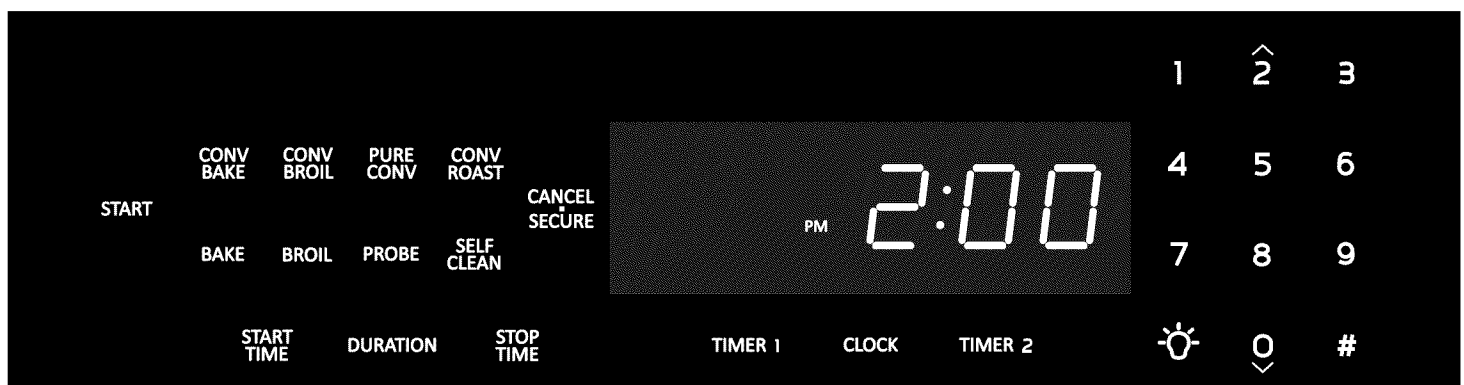 1 2 3
CONV BAKE
CONV BROIL
PURE CONV
CONV ROAST
4 5 6
START
CANCEL
SECURE
PM 2:00
BAKE
BROIL
PROBE
SELF CLEAN
7 8 9
START TIME
DURATION
STOP TIME
TIMER 1
CLOCK
TIMER 2
0 #